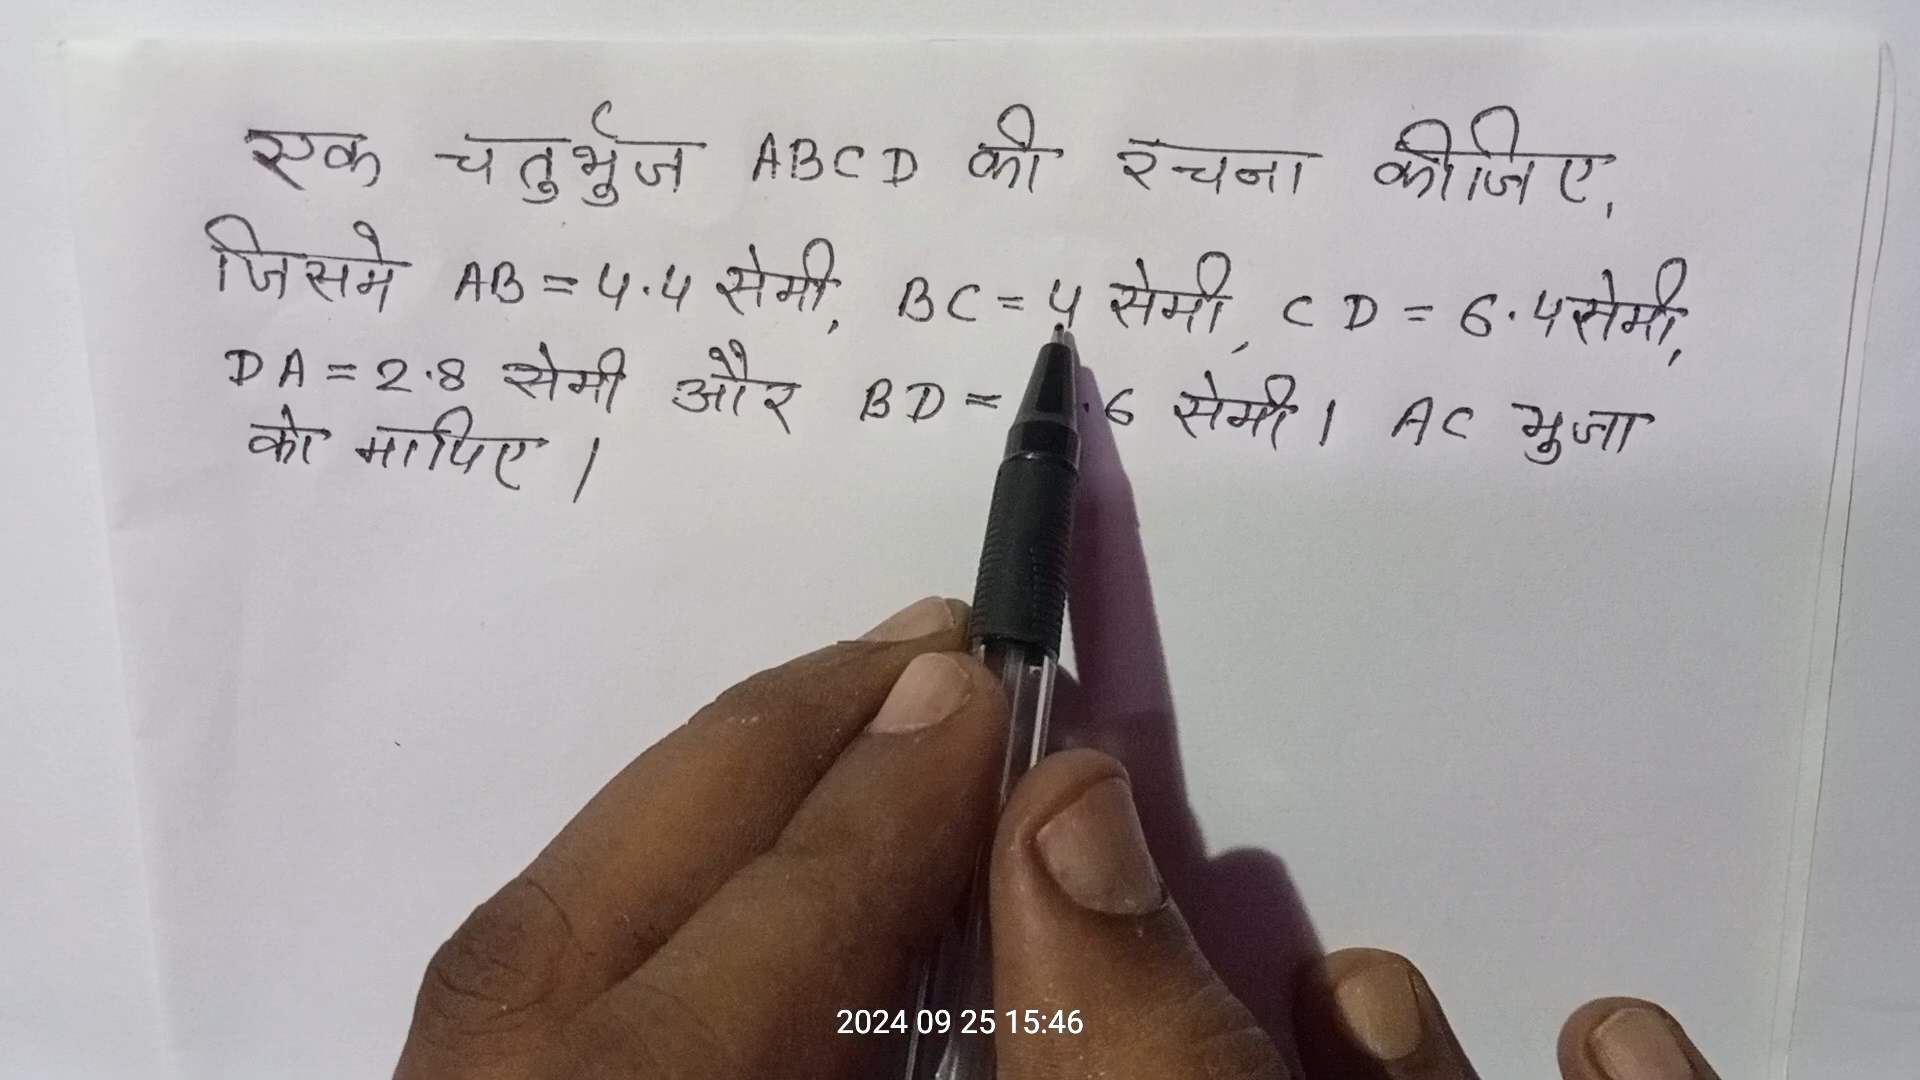 एक चतुर्भुज ABCD की रचना कीजिए,
जिसमे AB = 4.4 सेमी, BC = 4 सेमी, CD = 6.4 सेमी,
DA = 2.8 सेमी और BD = .6 सेमी। AC भुजा
को मापिए।
2024 09 25 15:46